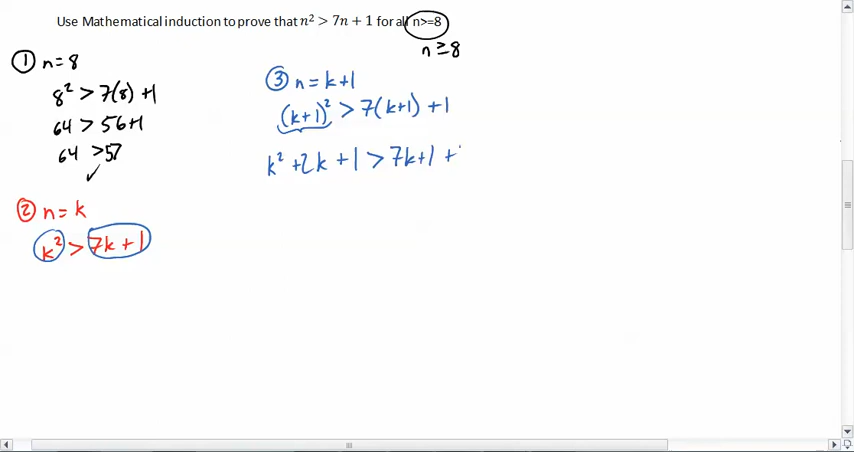 Use Mathematical induction to prove that n² > 7n + 1 for all n>=8
n ≥ 8
① n = 8
8² > 7(8) +1
64 > 56+1
64 >57
✓
② n = k
k² > 7k + 1
③ n = k+1
(k+1)² > 7(k+1) +1
k² +2k +1 > 7k+1 +